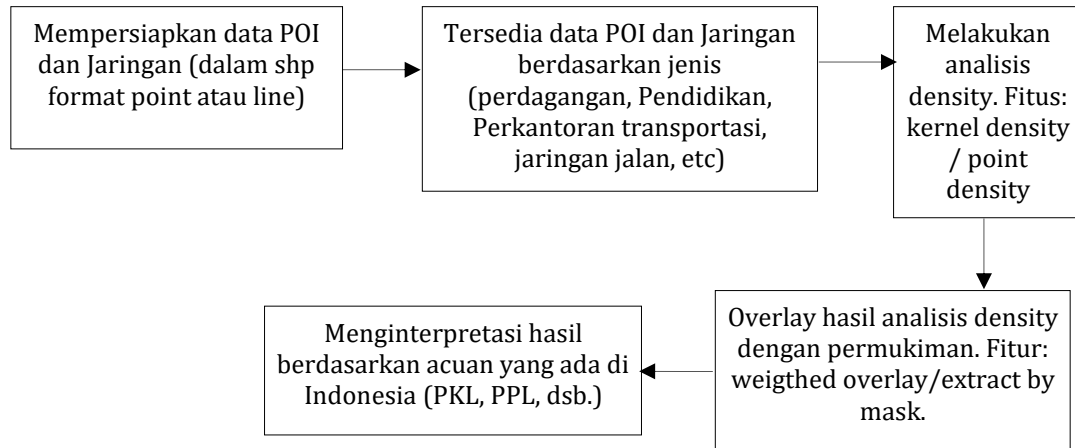 Mempersiapkan data POI
dan Jaringan (dalam shp
format point atau line)
Tersedia data POI dan Jaringan
berdasarkan jenis
(perdagangan, Pendidikan,
Perkantoran transportasi,
jaringan jalan, etc)
Melakukan
analisis
density. Fitus:
kernel density
/ point
density
Overlay hasil analisis density
dengan permukiman. Fitur:
weigthed overlay/extract by
mask.
Menginterpretasi hasil
berdasarkan acuan yang ada di
Indonesia (PKL, PPL, dsb.)